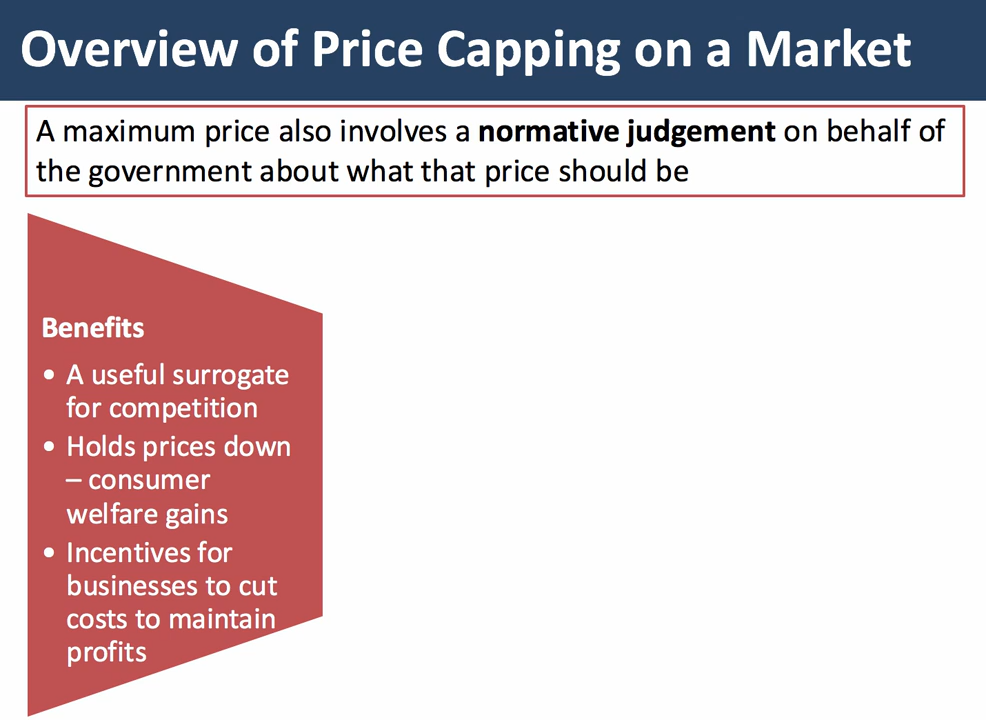 Overview of Price Capping on a Market
A maximum price also involves a normative judgement on behalf of
the government about what that price should be
Benefits
• A useful surrogate
for competition
• Holds prices down
– consumer
welfare gains
• Incentives for
businesses to cut
costs to maintain
profits